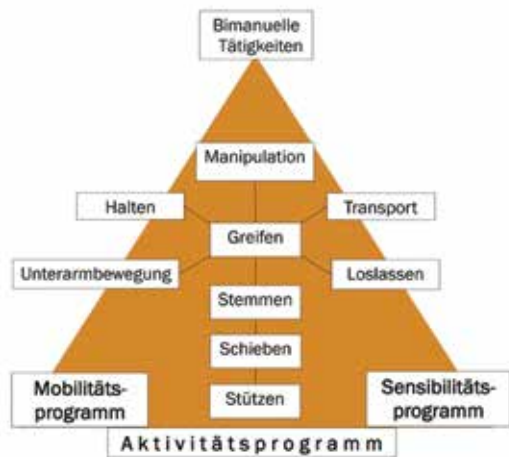 Bimanuelle
Tätigkeiten
Manipulation
Halten
Transport
Greifen
Unterarmbewegung
Loslassen
Stemmen
Schieben
Mobilitäts-
programm
Stützen
Sensibilitäts-
programm
Aktivitätsprogramm